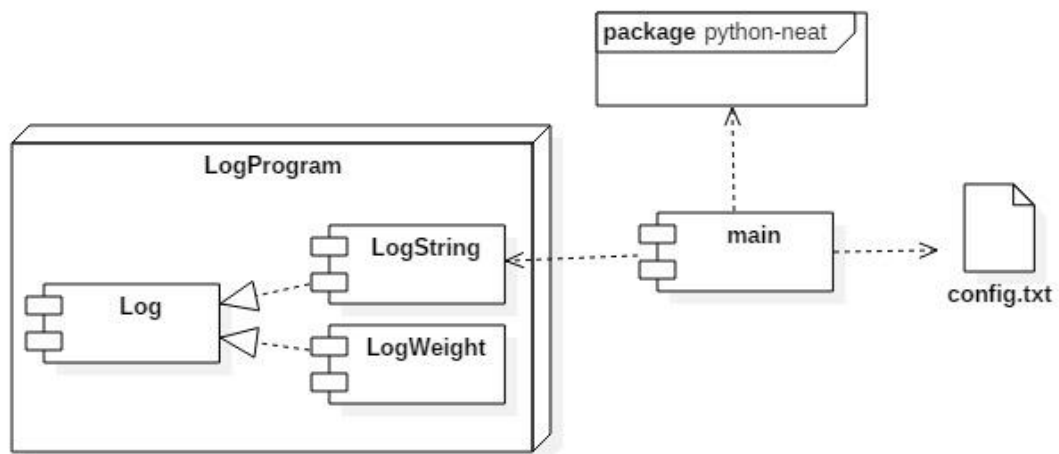 package python-neat
LogProgram
LogString
main
Log
LogWeight
config.txt